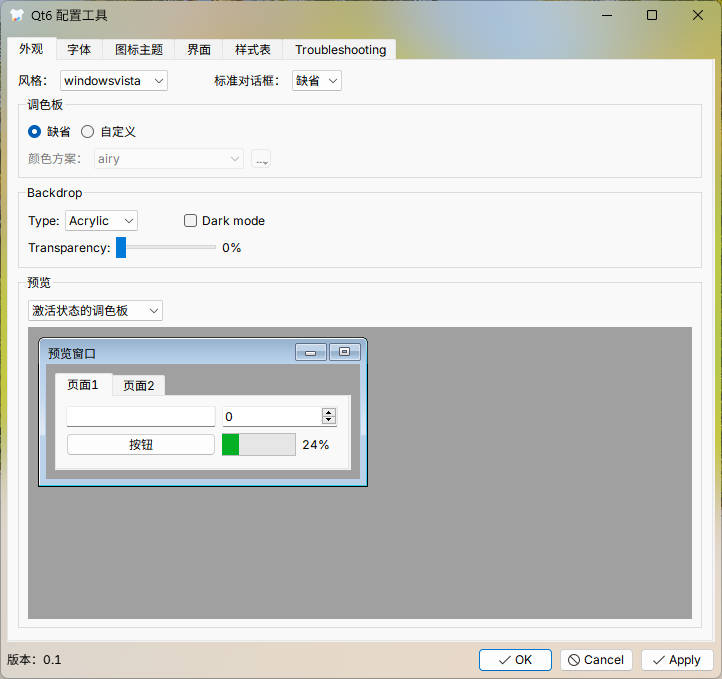 Qt6 配置工具
外观 字体 图标主题 界面 样式表 Troubleshooting
风格： windowsvista 标准对话框： 缺省
调色板
缺省 自定义
颜色方案： airy ...
Backdrop
Type: Acrylic Dark mode
Transparency: 0%
预览
激活状态的调色板
预览窗口
页面1 页面2
0
按钮 24%
版本：0.1 OK Cancel Apply